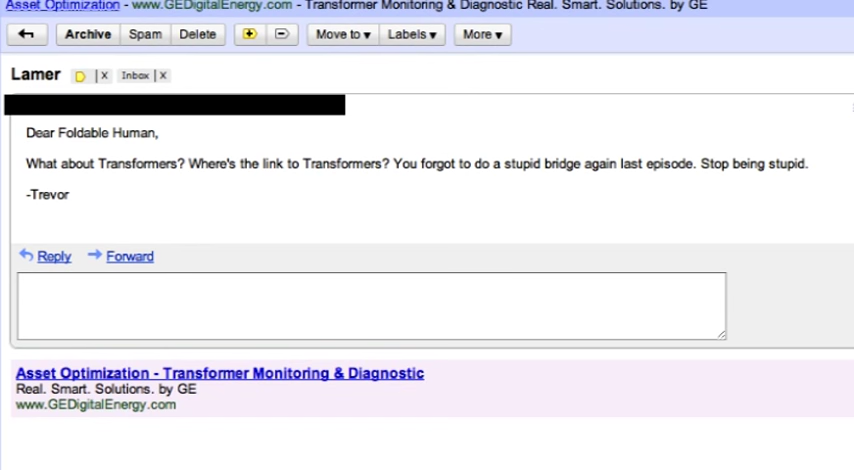 Asset Optimization - www.GEDigitalEnergy.com - Transformer Monitoring & Diagnostic Real. Smart. Solutions. by GE
Archive Spam Delete Move to Labels More
Lamer | X Inbox | X
Dear Foldable Human,
What about Transformers? Where's the link to Transformers? You forgot to do a stupid bridge again last episode. Stop being stupid.
-Trevor
Reply Forward
Asset Optimization - Transformer Monitoring & Diagnostic
Real. Smart. Solutions. by GE
www.GEDigitalEnergy.com